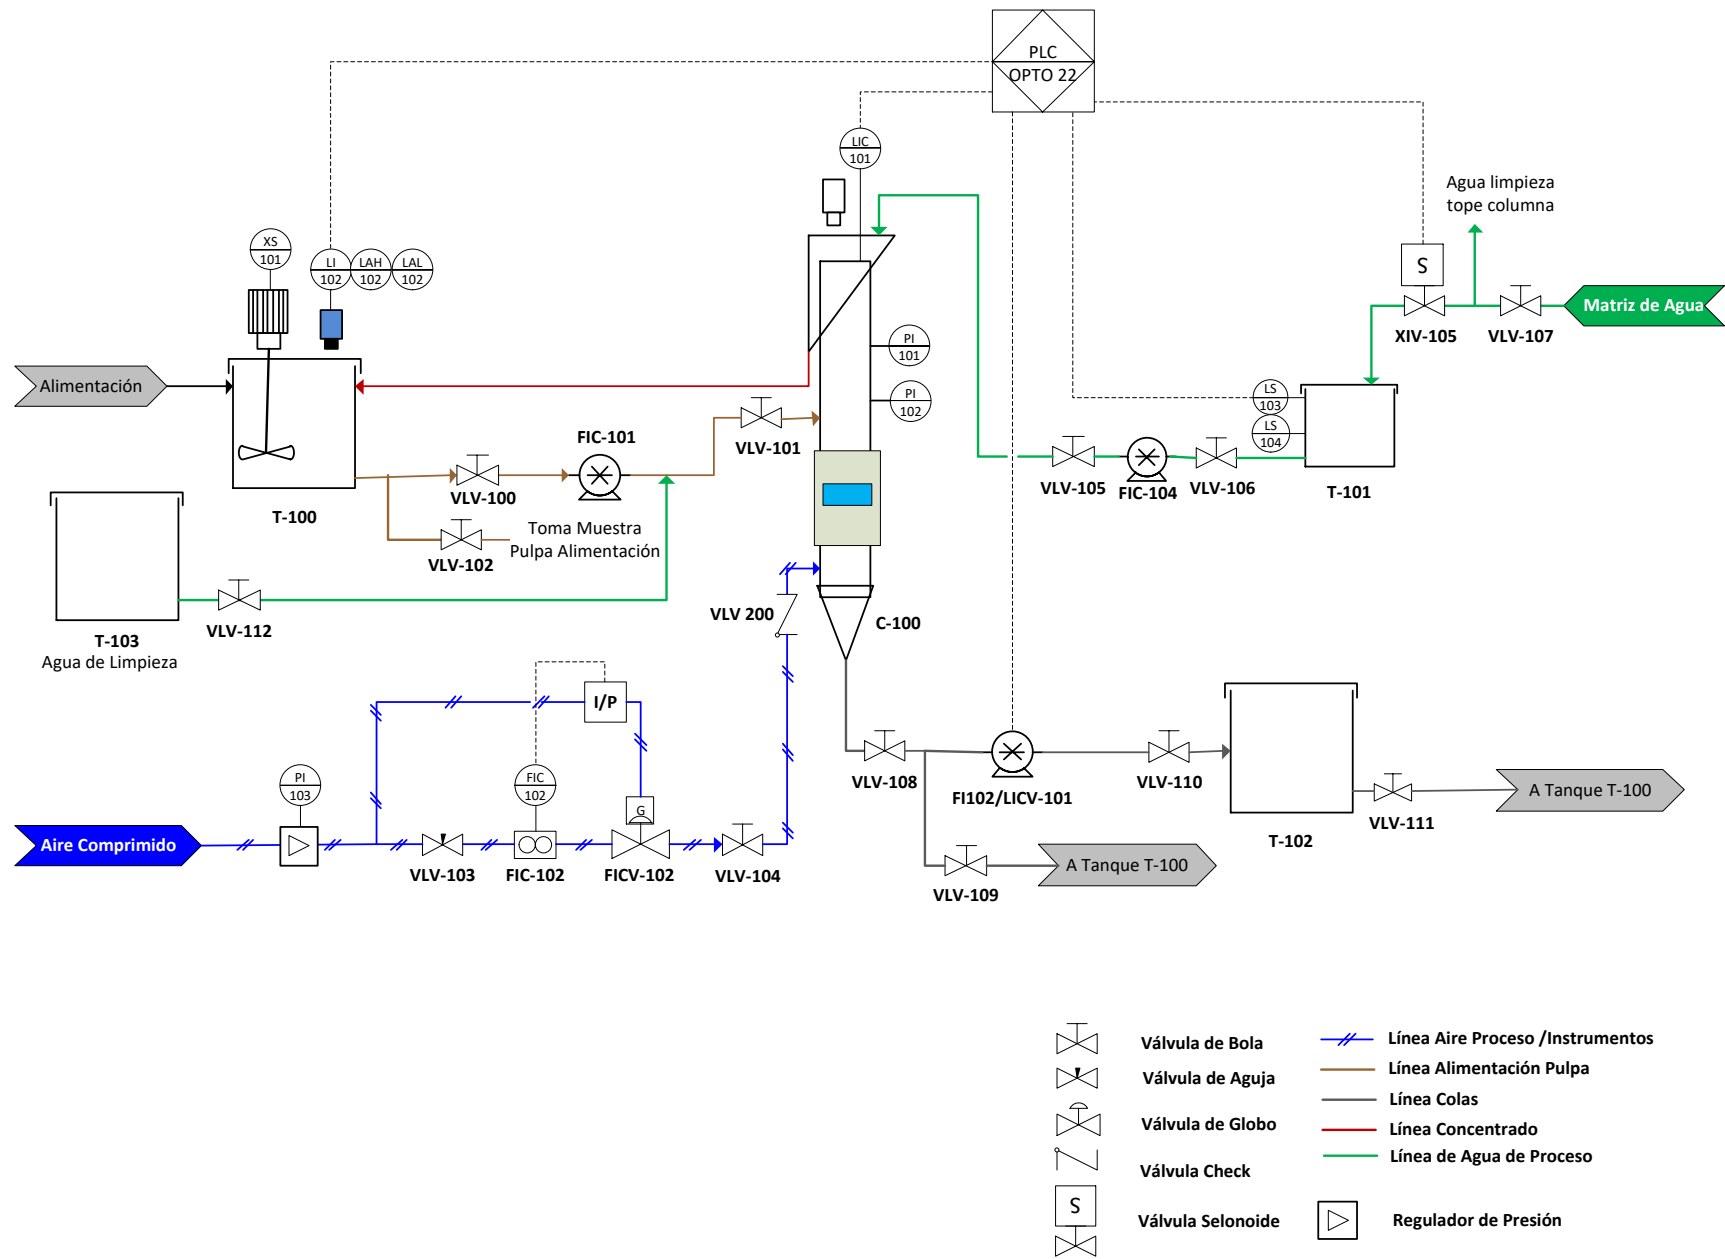 PLC
OPTO 22
LIC
101
XS
101
LI
102
LAH
102
LAL
102
Agua limpieza
tope columna
S
Matriz de Agua
XIV-105
VLV-107
PI
101
PI
102
Alimentación
LS
103
LS
104
FIC-101
VLV-101
VLV-100
VLV-105
FIC-104
VLV-106
T-101
T-100
Toma Muestra
Pulpa Alimentación
VLV-102
VLV 200
C-100
VLV-112
T-103
Agua de Limpieza
I/P
PI
103
FIC
102
G
VLV-108
FI102/LICV-101
VLV-110
A Tanque T-100
VLV-111
T-102
Aire Comprimido
VLV-103
FIC-102
FICV-102
VLV-104
A Tanque T-100
VLV-109
Válvula de Bola
Línea Aire Proceso /Instrumentos
Válvula de Aguja
Línea Alimentación Pulpa
Línea Colas
Válvula de Globo
Línea Concentrado
Línea de Agua de Proceso
Válvula Check
S
Válvula Selonoide
Regulador de Presión